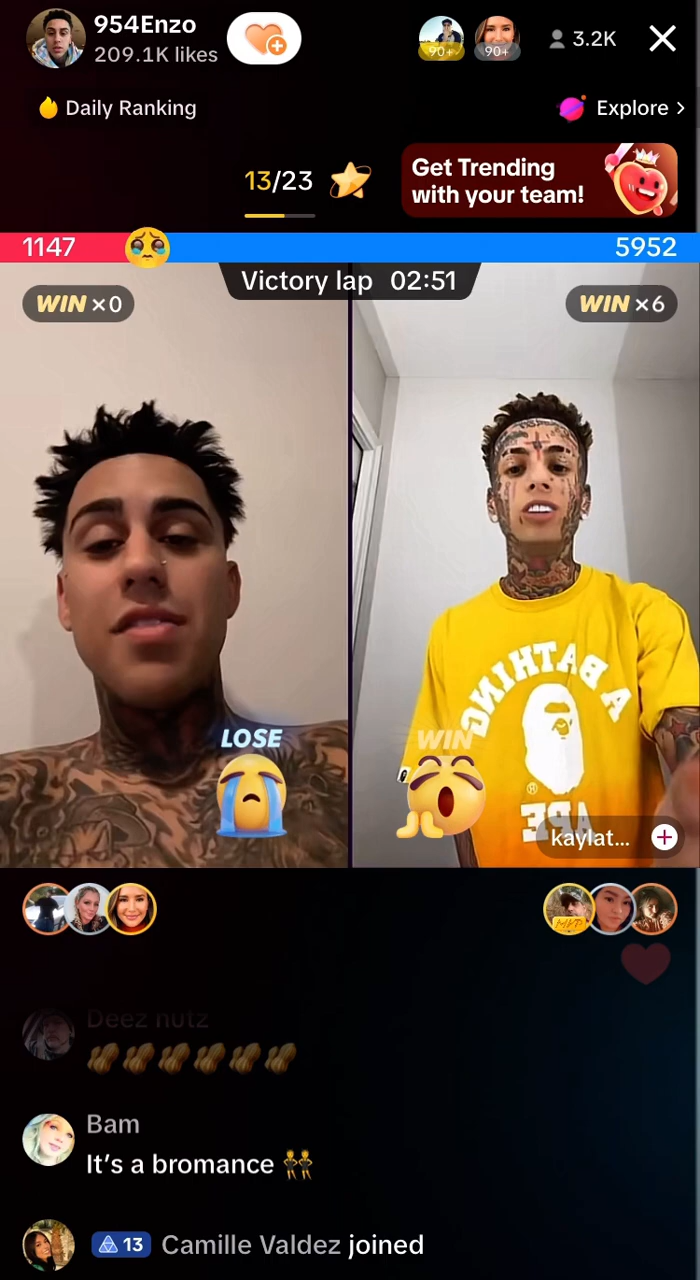 954Enzo
209.1K likes
90+
90+
3.2K
Daily Ranking
Explore >
13/23
Get Trending
with your team!
1147
5952
Victory lap 02:51
WIN ×0
WIN ×6
A BATHING
APE
®
LOSE
WIN
kaylat...
MVP
Deez nutz
Bam
It's a bromance
13 Camille Valdez joined